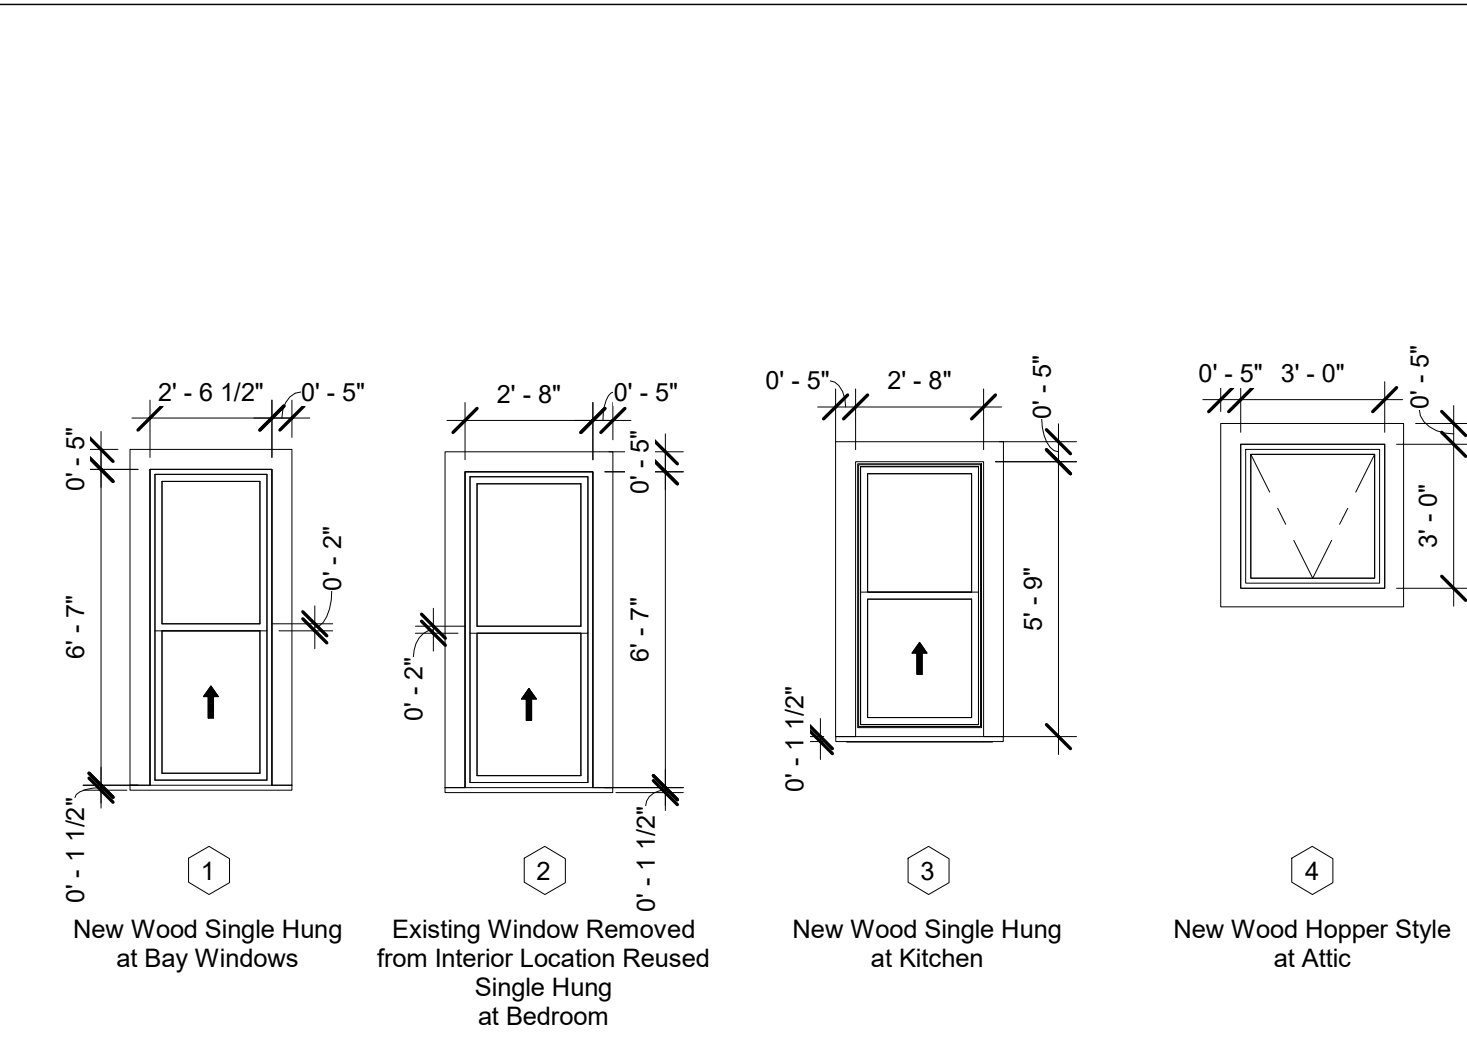 2' - 6 1/2"
0' - 5"
0' - 5"
6' - 7"
0' - 2"
0' - 1 1/2"
1
New Wood Single Hung
at Bay Windows
2' - 8"
0' - 5"
0' - 5"
6' - 7"
0' - 2"
0' - 1 1/2"
2
Existing Window Removed
from Interior Location Reused
Single Hung
at Bedroom
0' - 5"
2' - 8"
0' - 5"
5' - 9"
0' - 1 1/2"
3
New Wood Single Hung
at Kitchen
0' - 5"
3' - 0"
0' - 5"
3' - 0"
4
New Wood Hopper Style
at Attic